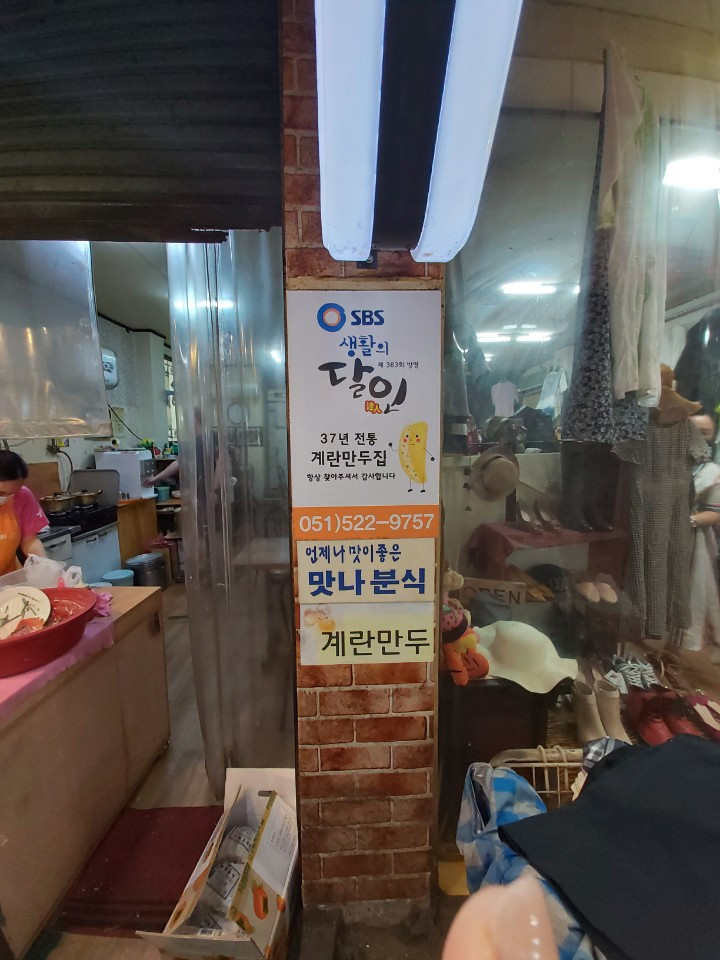 SBS
생활의
제 363회 방영
달인
達人
37년 전통
계란만두집
항상 찾아주셔서 감사합니다
051)522-9757
언제나 맛이 좋은
맛나 분식
계란만두
OPEN